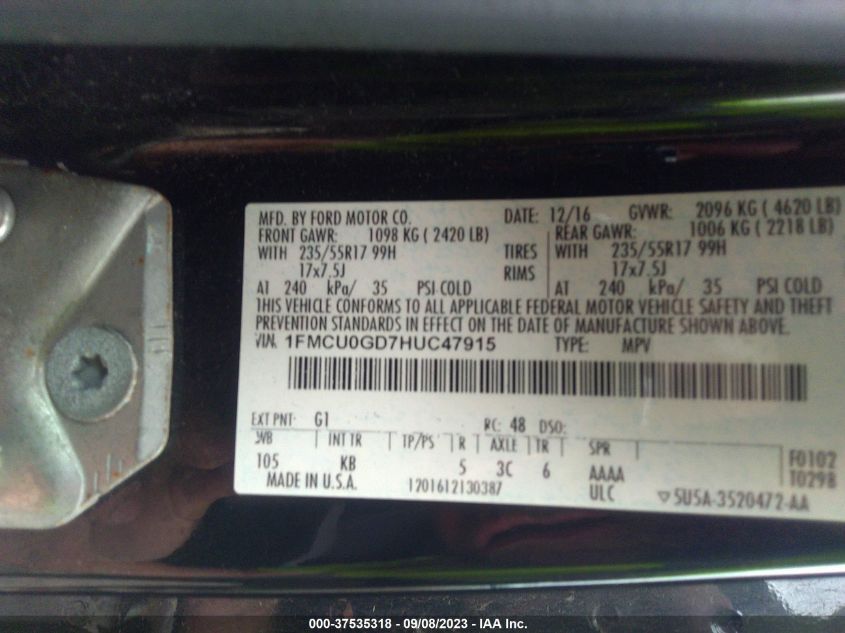 MFD. BY FORD MOTOR CO. DATE: 12/16 GVWR: 2096 KG ( 4620 LB)
FRONT GAWR: 1098 KG ( 2420 LB) REAR GAWR: 1006 KG ( 2218 LB)
WITH 235/55R17 99H TIRES WITH 235/55R17 99H
17x7.5J RIMS 17x7.5J
AT 240 kPa/ 35 PSI COLD AT 240 kPa/ 35 PSI COLD
THIS VEHICLE CONFORMS TO ALL APPLICABLE FEDERAL MOTOR VEHICLE SAFETY AND THEFT
PREVENTION STANDARDS IN EFFECT ON THE DATE OF MANUFACTURE SHOWN ABOVE.
VIN: 1FMCU0GD7HUC47915 TYPE: MPV
EXT PNT: G1 RC: 48 DSO:
WB INT TR TP/PS R AXLE TR SPR
105 KB 5 3C 6 AAAA F0102
MADE IN U.S.A. 1201612130387 ULC T0298
5U5A-3520472-AA
000-37535318 - 09/08/2023 - IAA Inc.